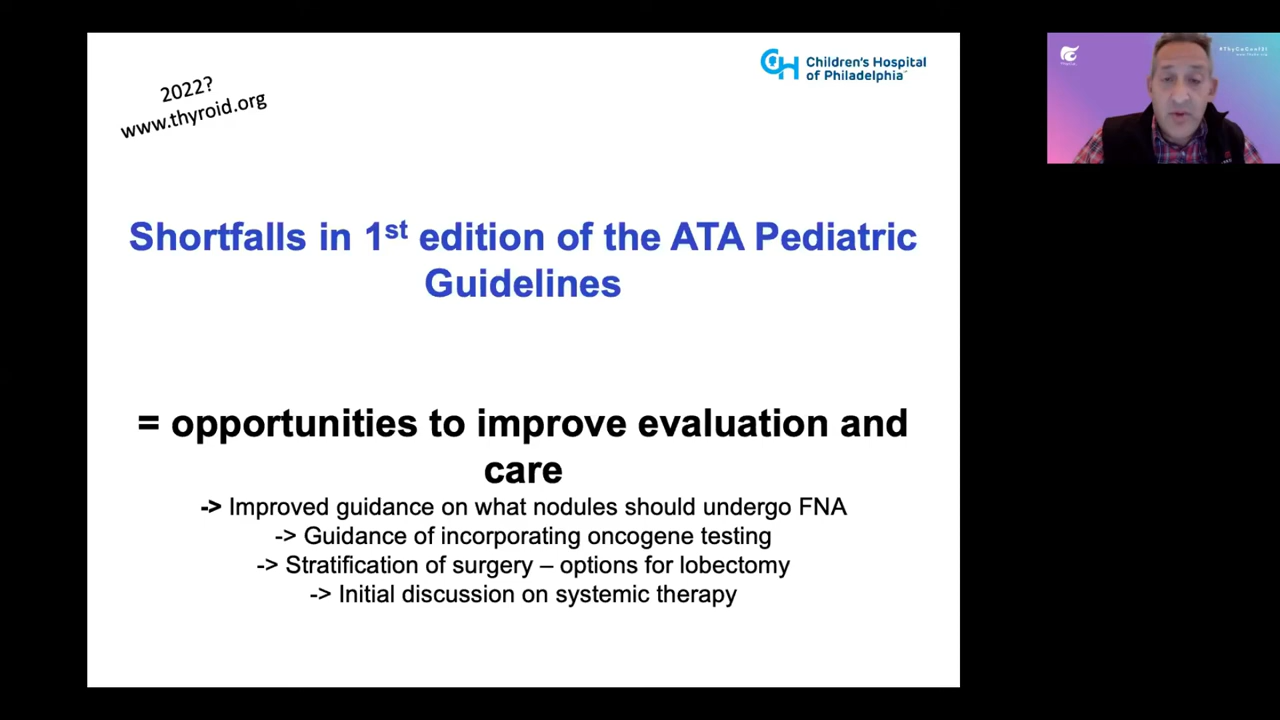 2022?
www.thyroid.org
Children's Hospital
of Philadelphia
Shortfalls in 1st edition of the ATA Pediatric
Guidelines
= opportunities to improve evaluation and
care
-> Improved guidance on what nodules should undergo FNA
-> Guidance of incorporating oncogene testing
-> Stratification of surgery – options for lobectomy
-> Initial discussion on systemic therapy